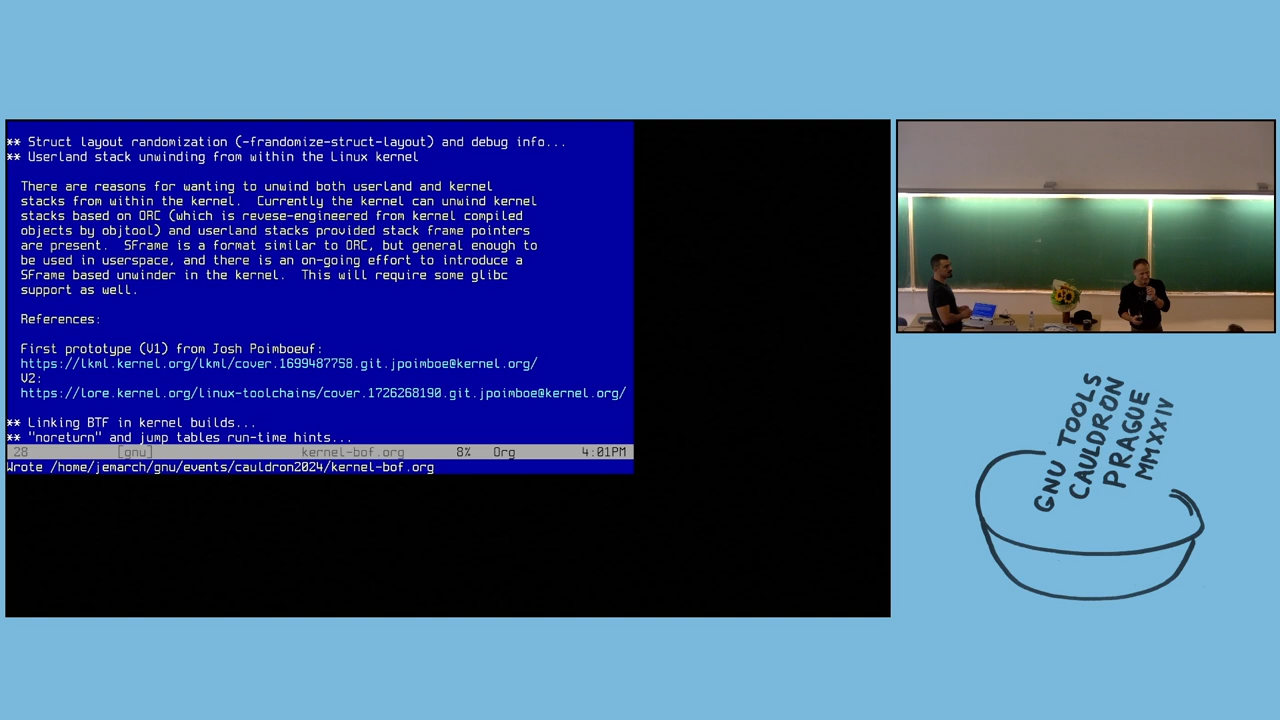 ** Struct layout randomization (-frandomize-struct-layout) and debug info...
** Userland stack unwinding from within the Linux kernel
There are reasons for wanting to unwind both userland and kernel
stacks from within the kernel.  Currently the kernel can unwind kernel
stacks based on ORC (which is revese-engineered from kernel compiled
objects by objtool) and userland stacks provided stack frame pointers
are present.  SFrame is a format similar to ORC, but general enough to
be used in userspace, and there is an on-going effort to introduce a
SFrame based unwinder in the kernel.  This will require some glibc
support as well.
References:
First prototype (V1) from Josh Poimboeuf:
https://lkml.kernel.org/lkml/cover.1699487758.git.jpoimboe@kernel.org/
V2:
https://lore.kernel.org/linux-toolchains/cover.1726268190.git.jpoimboe@kernel.org/
** Linking BTF in kernel builds...
** "noreturn" and jump tables run-time hints...
28 [gnu] kernel-bof.org 8% Org 4:01PM
Wrote /home/jemarch/gnu/events/cauldron2024/kernel-bof.org
GNU TOOLS
CAULDRON
PRAGUE
MMXXIV